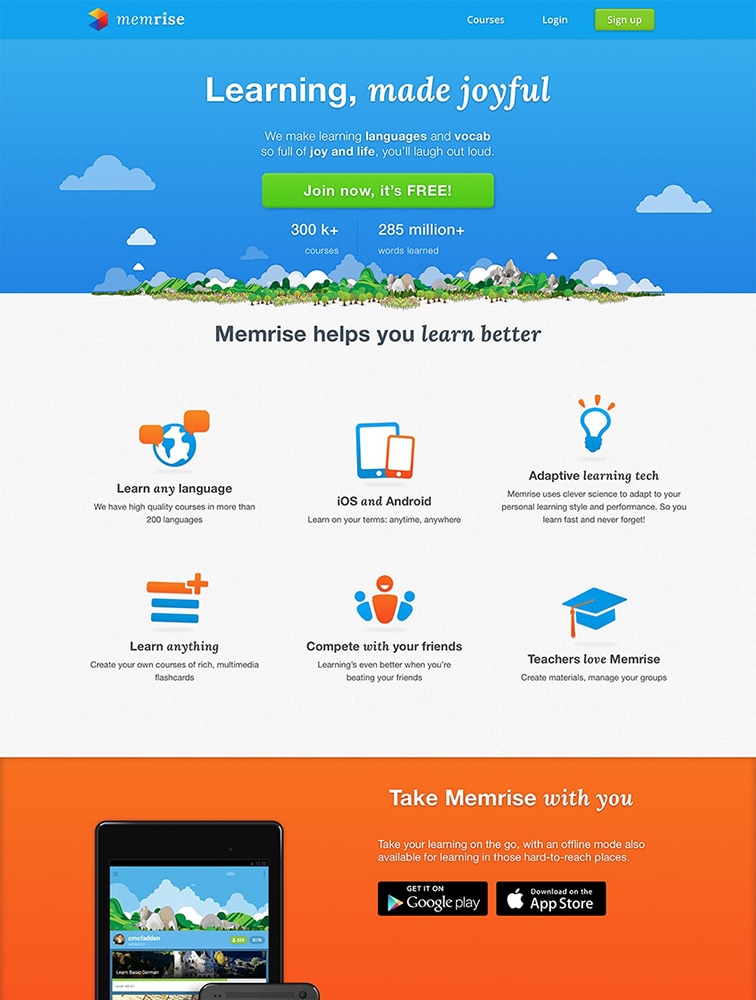 memrise
Courses
Login
Sign up
Learning, made joyful
We make learning languages and vocab
so full of joy and life, you'll laugh out loud.
Join now, it's FREE!
300 k+
courses
285 million+
words learned
Memrise helps you learn better
Learn any language
We have high quality courses in more than
200 languages
iOS and Android
Learn on your terms: anytime, anywhere
Adaptive learning tech
Memrise uses clever science to adapt to your
personal learning style and performance. So you
learn fast and never forget!
Learn anything
Create your own courses of rich, multimedia
flashcards
Compete with your friends
Learning's even better when you're
beating your friends
Teachers love Memrise
Create materials, manage your groups
Take Memrise with you
Take your learning on the go, with an offline mode also
available for learning in those hard-to-reach places.
GET IT ON
Google play
Download on the
App Store
cmcfadden
Learn Basic German